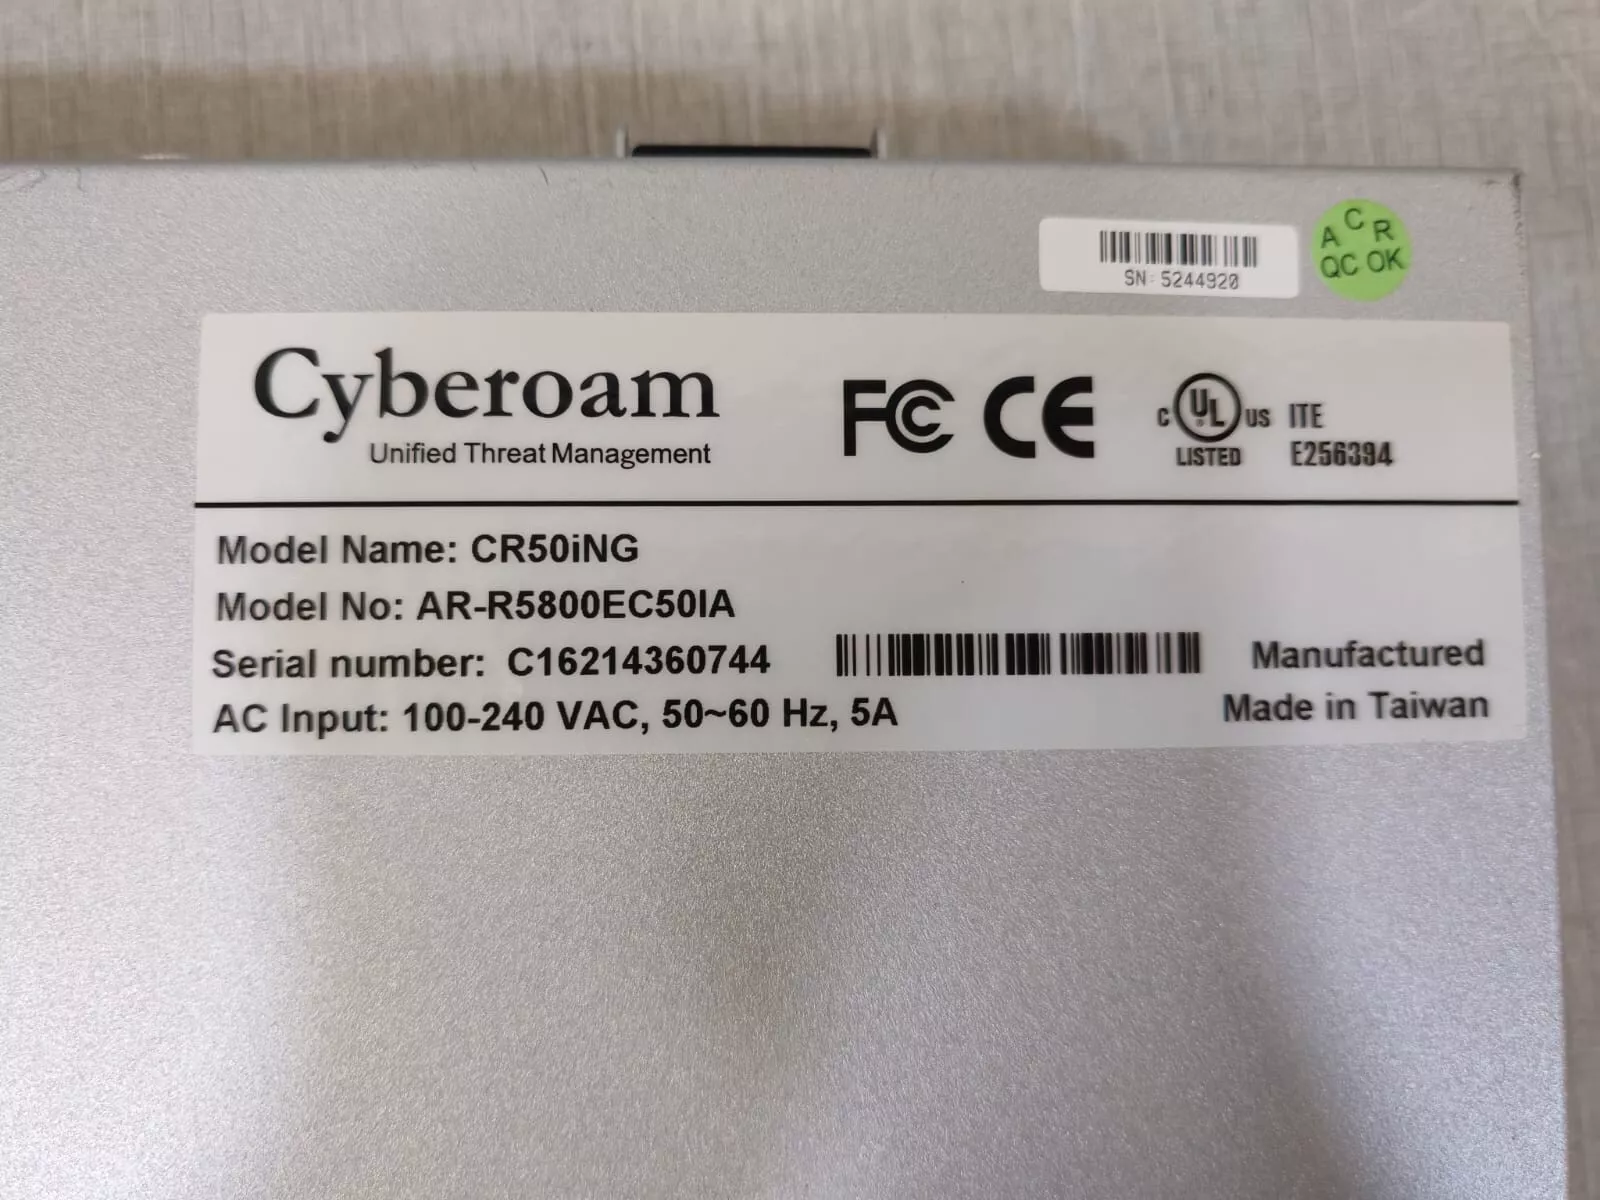 SN: 5244920
A C R
QC OK
Cyberoam
Unified Threat Management
FC CE
C UL US ITE
LISTED E256394
Model Name: CR50iNG
Model No: AR-R5800EC50IA
Serial number: C16214360744
Manufactured
AC Input: 100-240 VAC, 50~60 Hz, 5A
Made in Taiwan